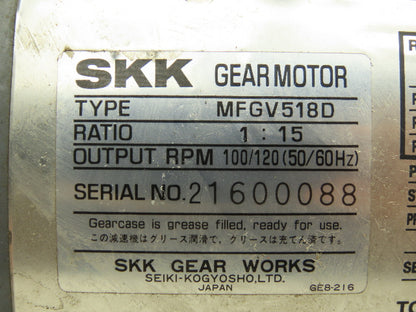 SKK GEAR MOTOR
TYPE MFGV518D
RATIO 1 : 15
OUTPUT RPM 100/120 (50/60Hz)
SERIAL NO. 21600088
Gearcase is grease filled, ready for use.
この減速機はグリース潤滑で、グリースは充てん済です。
SKK GEAR WORKS
SEIKI-KOGYOSHO, LTD.
JAPAN GE8-216